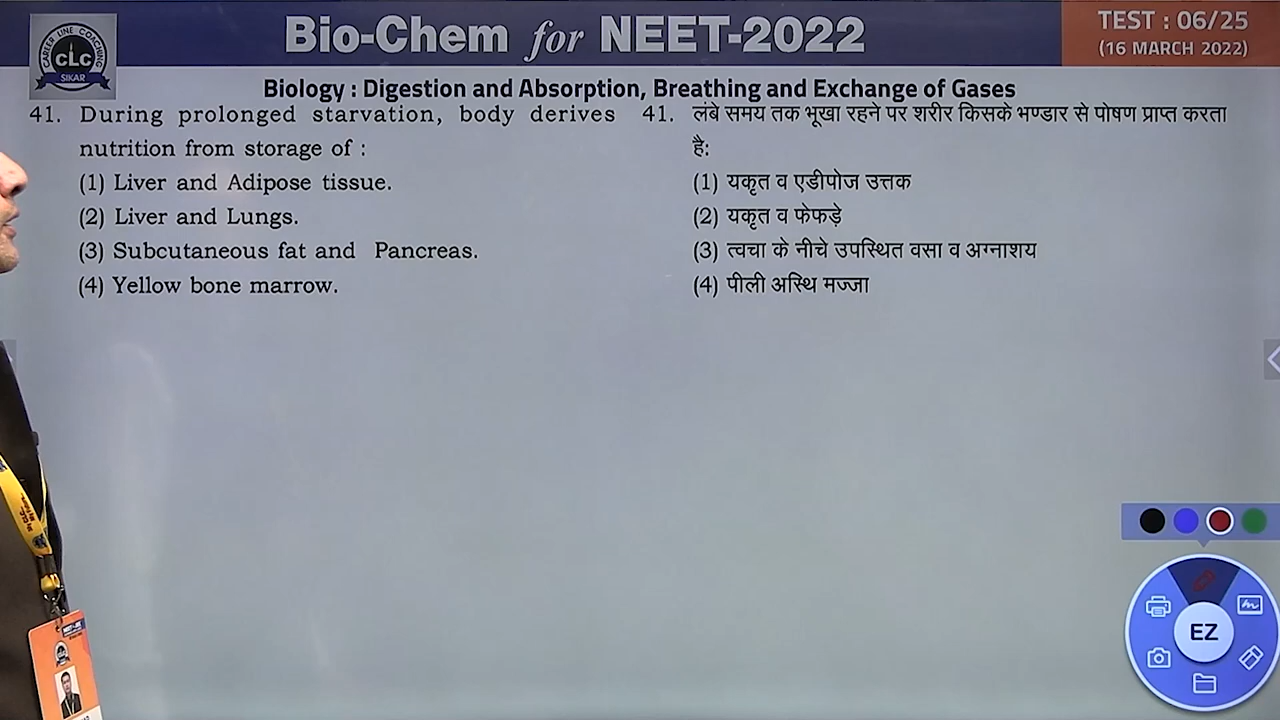 CAREER LINE COACHING
CLC
SIKAR
Bio-Chem for NEET-2022
TEST : 06/25
(16 MARCH 2022)
Biology : Digestion and Absorption, Breathing and Exchange of Gases
41. During prolonged starvation, body derives
nutrition from storage of :
(1) Liver and Adipose tissue.
(2) Liver and Lungs.
(3) Subcutaneous fat and Pancreas.
(4) Yellow bone marrow.
41. लंबे समय तक भूखा रहने पर शरीर किसके भण्डार से पोषण प्राप्त करता
है:
(1) यकृत व एडीपोज उत्तक
(2) यकृत व फेफड़े
(3) त्वचा के नीचे उपस्थित वसा व अग्नाशय
(4) पीली अस्थि मज्जा
EZ